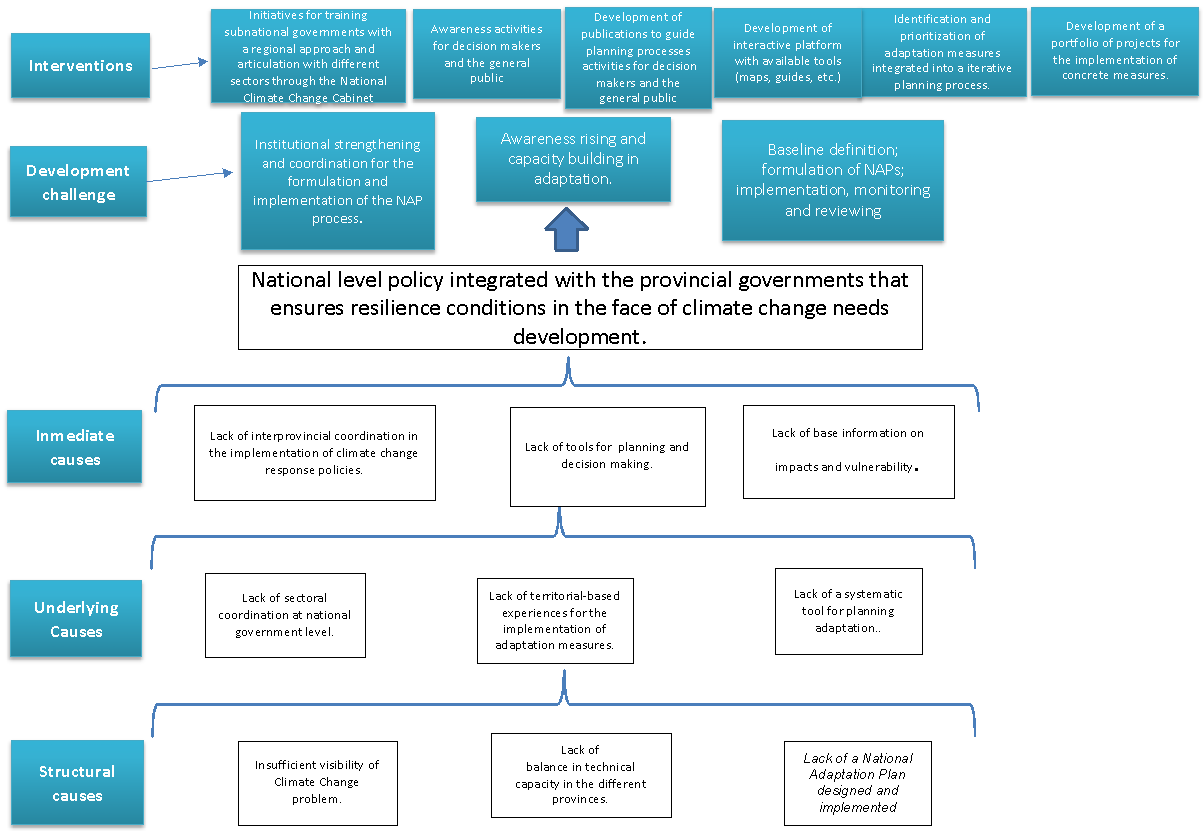 Interventions
Initiatives for training
subnational governments with
a regional approach and
articulation with different
sectors through the National
Climate Change Cabinet
Awareness activities
for decision makers
and the general
public
Development of
publications to guide
planning processes
activities for decision
makers and the
general public
Development of
interactive platform
with available tools
(maps, guides, etc.)
Identification and
prioritization of
adaptation measures
integrated into a iterative
planning process.
Development of a
portfolio of projects for
the implementation of
concrete measures.
Development
challenge
Institutional strengthening
and coordination for the
formulation and
implementation of the NAP
process.
Awareness rising and
capacity building in
adaptation.
Baseline definition;
formulation of NAPs;
implementation, monitoring
and reviewing
National level policy integrated with the provincial governments that
ensures resilience conditions in the face of climate change needs
development.
Inmediate
causes
Lack of interprovincial coordination in
the implementation of climate change
response policies.
Lack of tools for planning and
decision making.
Lack of base information on
impacts and vulnerability.
Underlying
Causes
Lack of sectoral
coordination at national
government level.
Lack of territorial-based
experiences for the
implementation of
adaptation measures.
Lack of a systematic
tool for planning
adaptation..
Structural
causes
Insufficient visibility of
Climate Change
problem.
Lack of
balance in technical
capacity in the different
provinces.
Lack of a National
Adaptation Plan
designed and
implemented